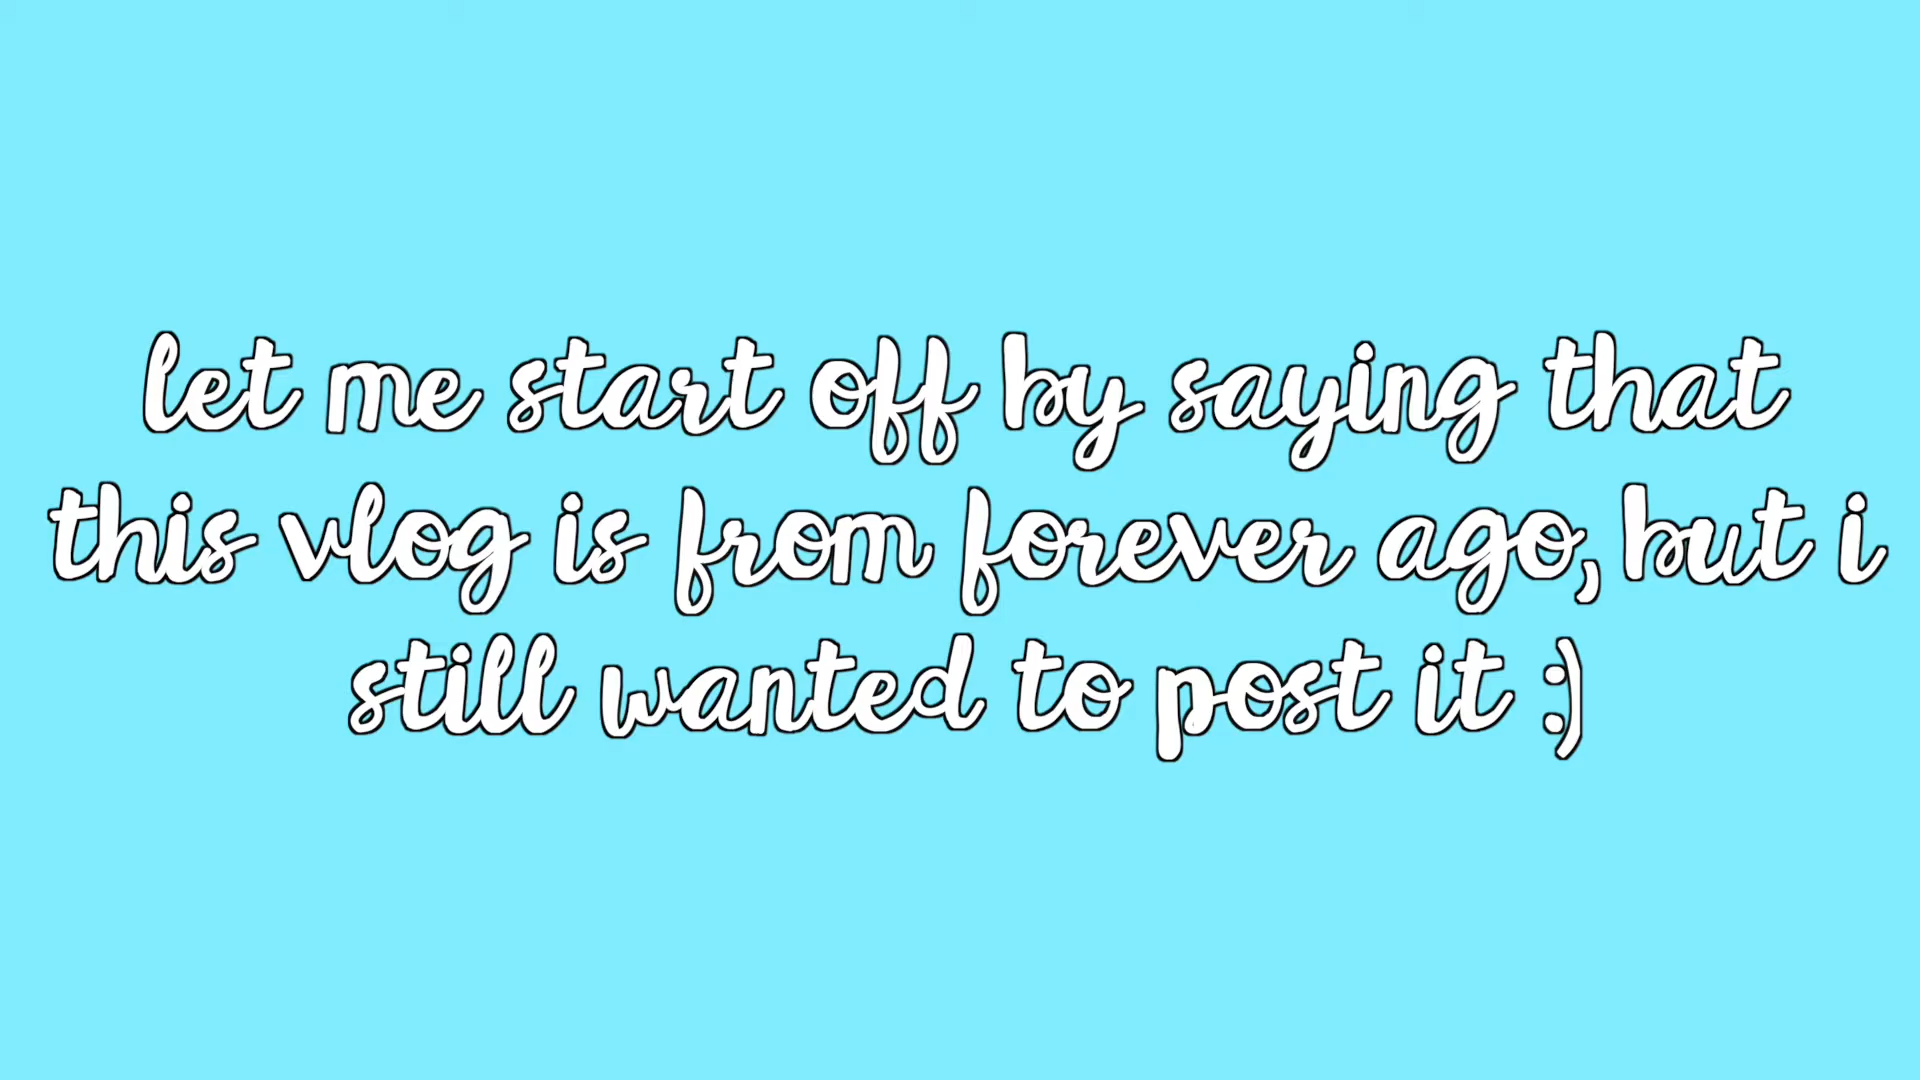 let me start off by saying that
this vlog is from forever ago, but i
still wanted to post it :)